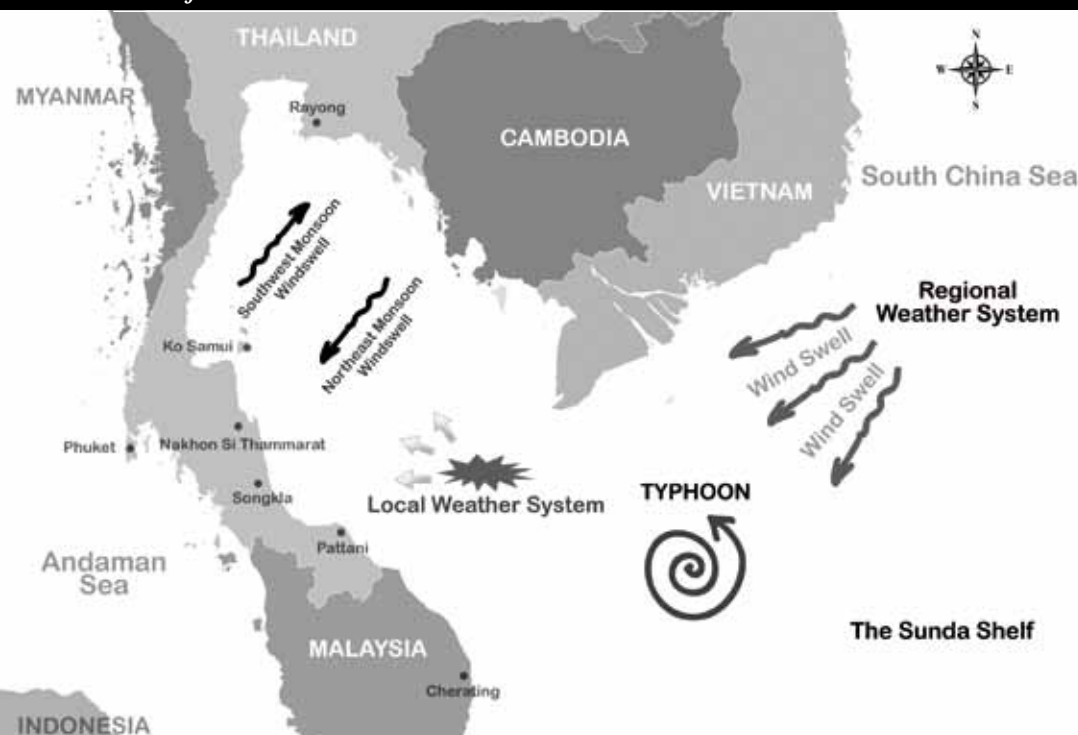 THAILAND
N
W
E
S
MYANMAR
Rayong
CAMBODIA
South China Sea
VIETNAM
Southwest Monsoon
Windswell
Northeast Monsoon
Windswell
Regional
Weather System
Wind Swell
Wind Swell
Ko Samui
Phuket
Nakhon Si Thammarat
Songkla
Local Weather System
TYPHOON
Pattani
Andaman
Sea
The Sunda Shelf
MALAYSIA
Cherating
INDONESIA